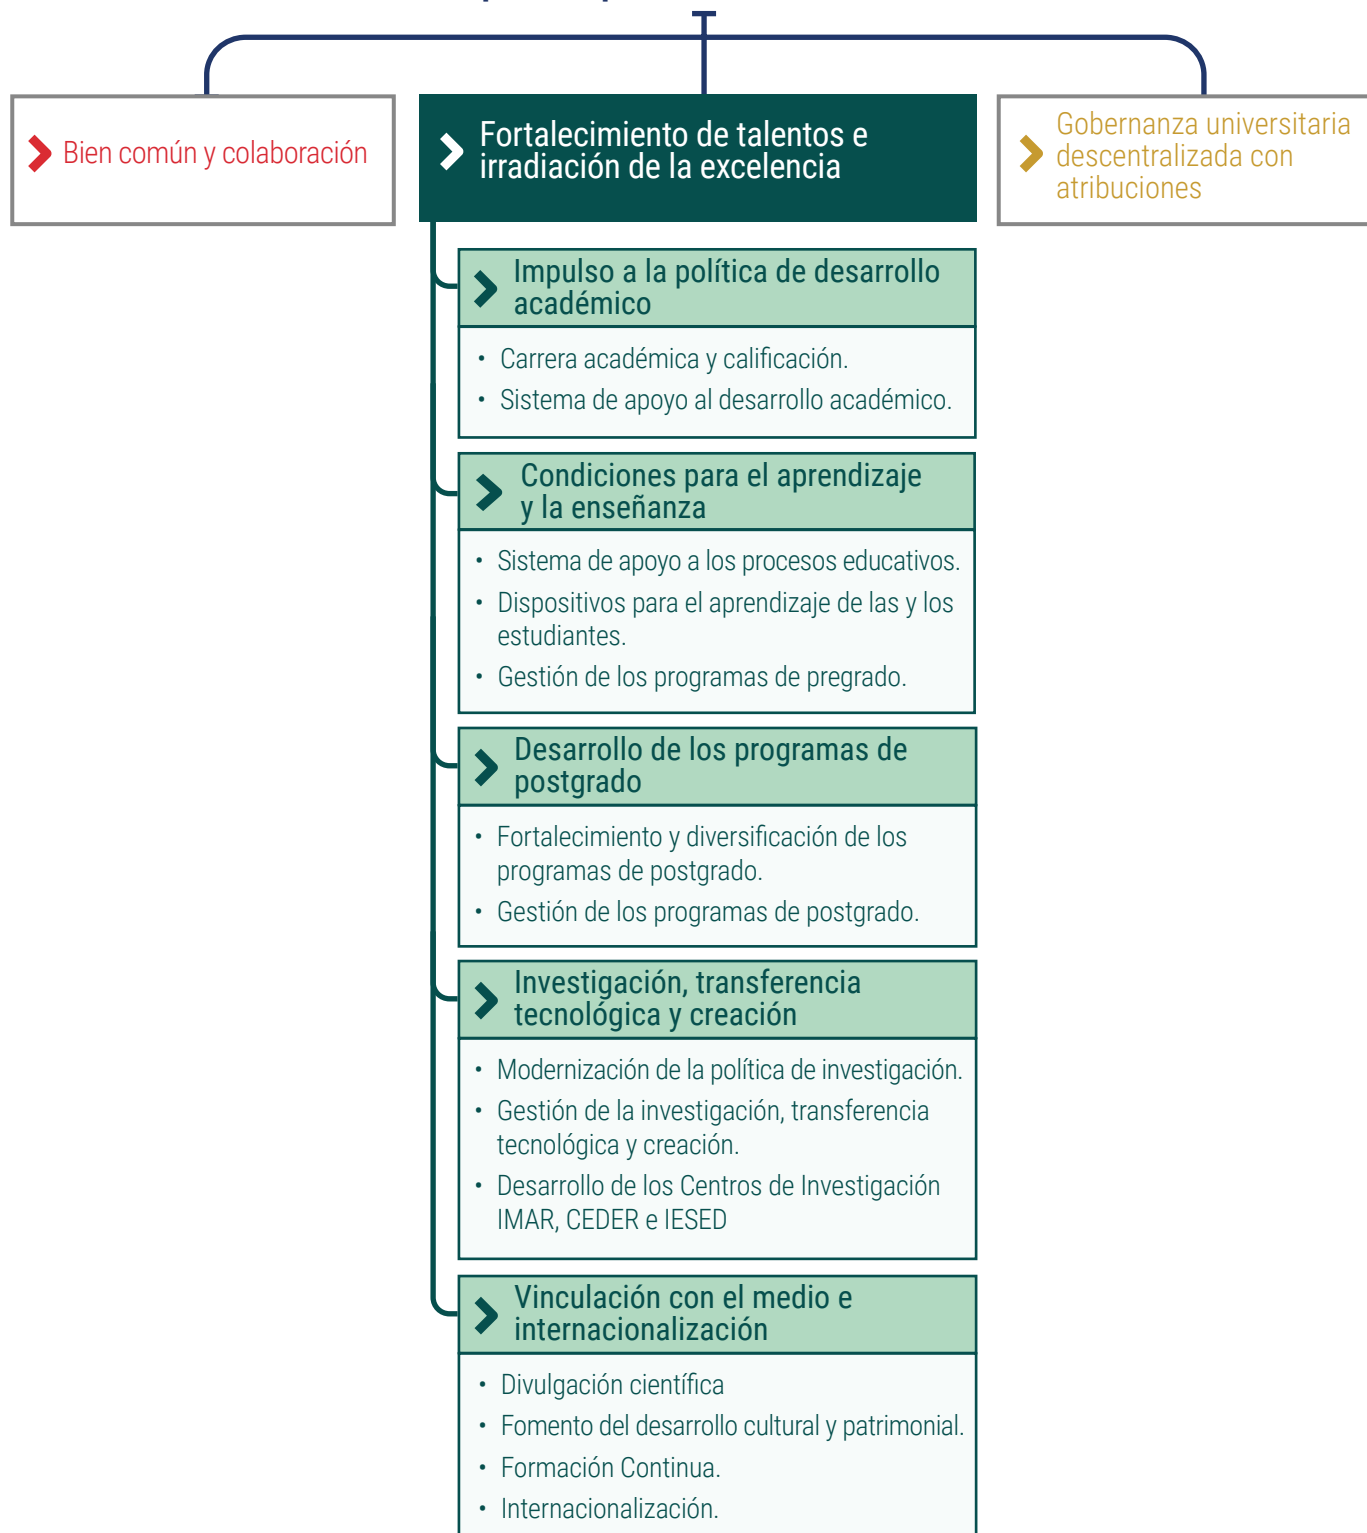 Bien común y colaboración
Fortalecimiento de talentos e
irradiación de la excelencia
Gobernanza universitaria
descentralizada con
atribuciones
Impulso a la política de desarrollo
académico
• Carrera académica y calificación.
• Sistema de apoyo al desarrollo académico.
Condiciones para el aprendizaje
y la enseñanza
• Sistema de apoyo a los procesos educativos.
• Dispositivos para el aprendizaje de las y los
estudiantes.
• Gestión de los programas de pregrado.
Desarrollo de los programas de
postgrado
• Fortalecimiento y diversificación de los
programas de postgrado.
• Gestión de los programas de postgrado.
Investigación, transferencia
tecnológica y creación
• Modernización de la política de investigación.
• Gestión de la investigación, transferencia
tecnológica y creación.
• Desarrollo de los Centros de Investigación
IMAR, CEDER e IESED
Vinculación con el medio e
internacionalización
• Divulgación científica
• Fomento del desarrollo cultural y patrimonial.
• Formación Continua.
• Internacionalización.